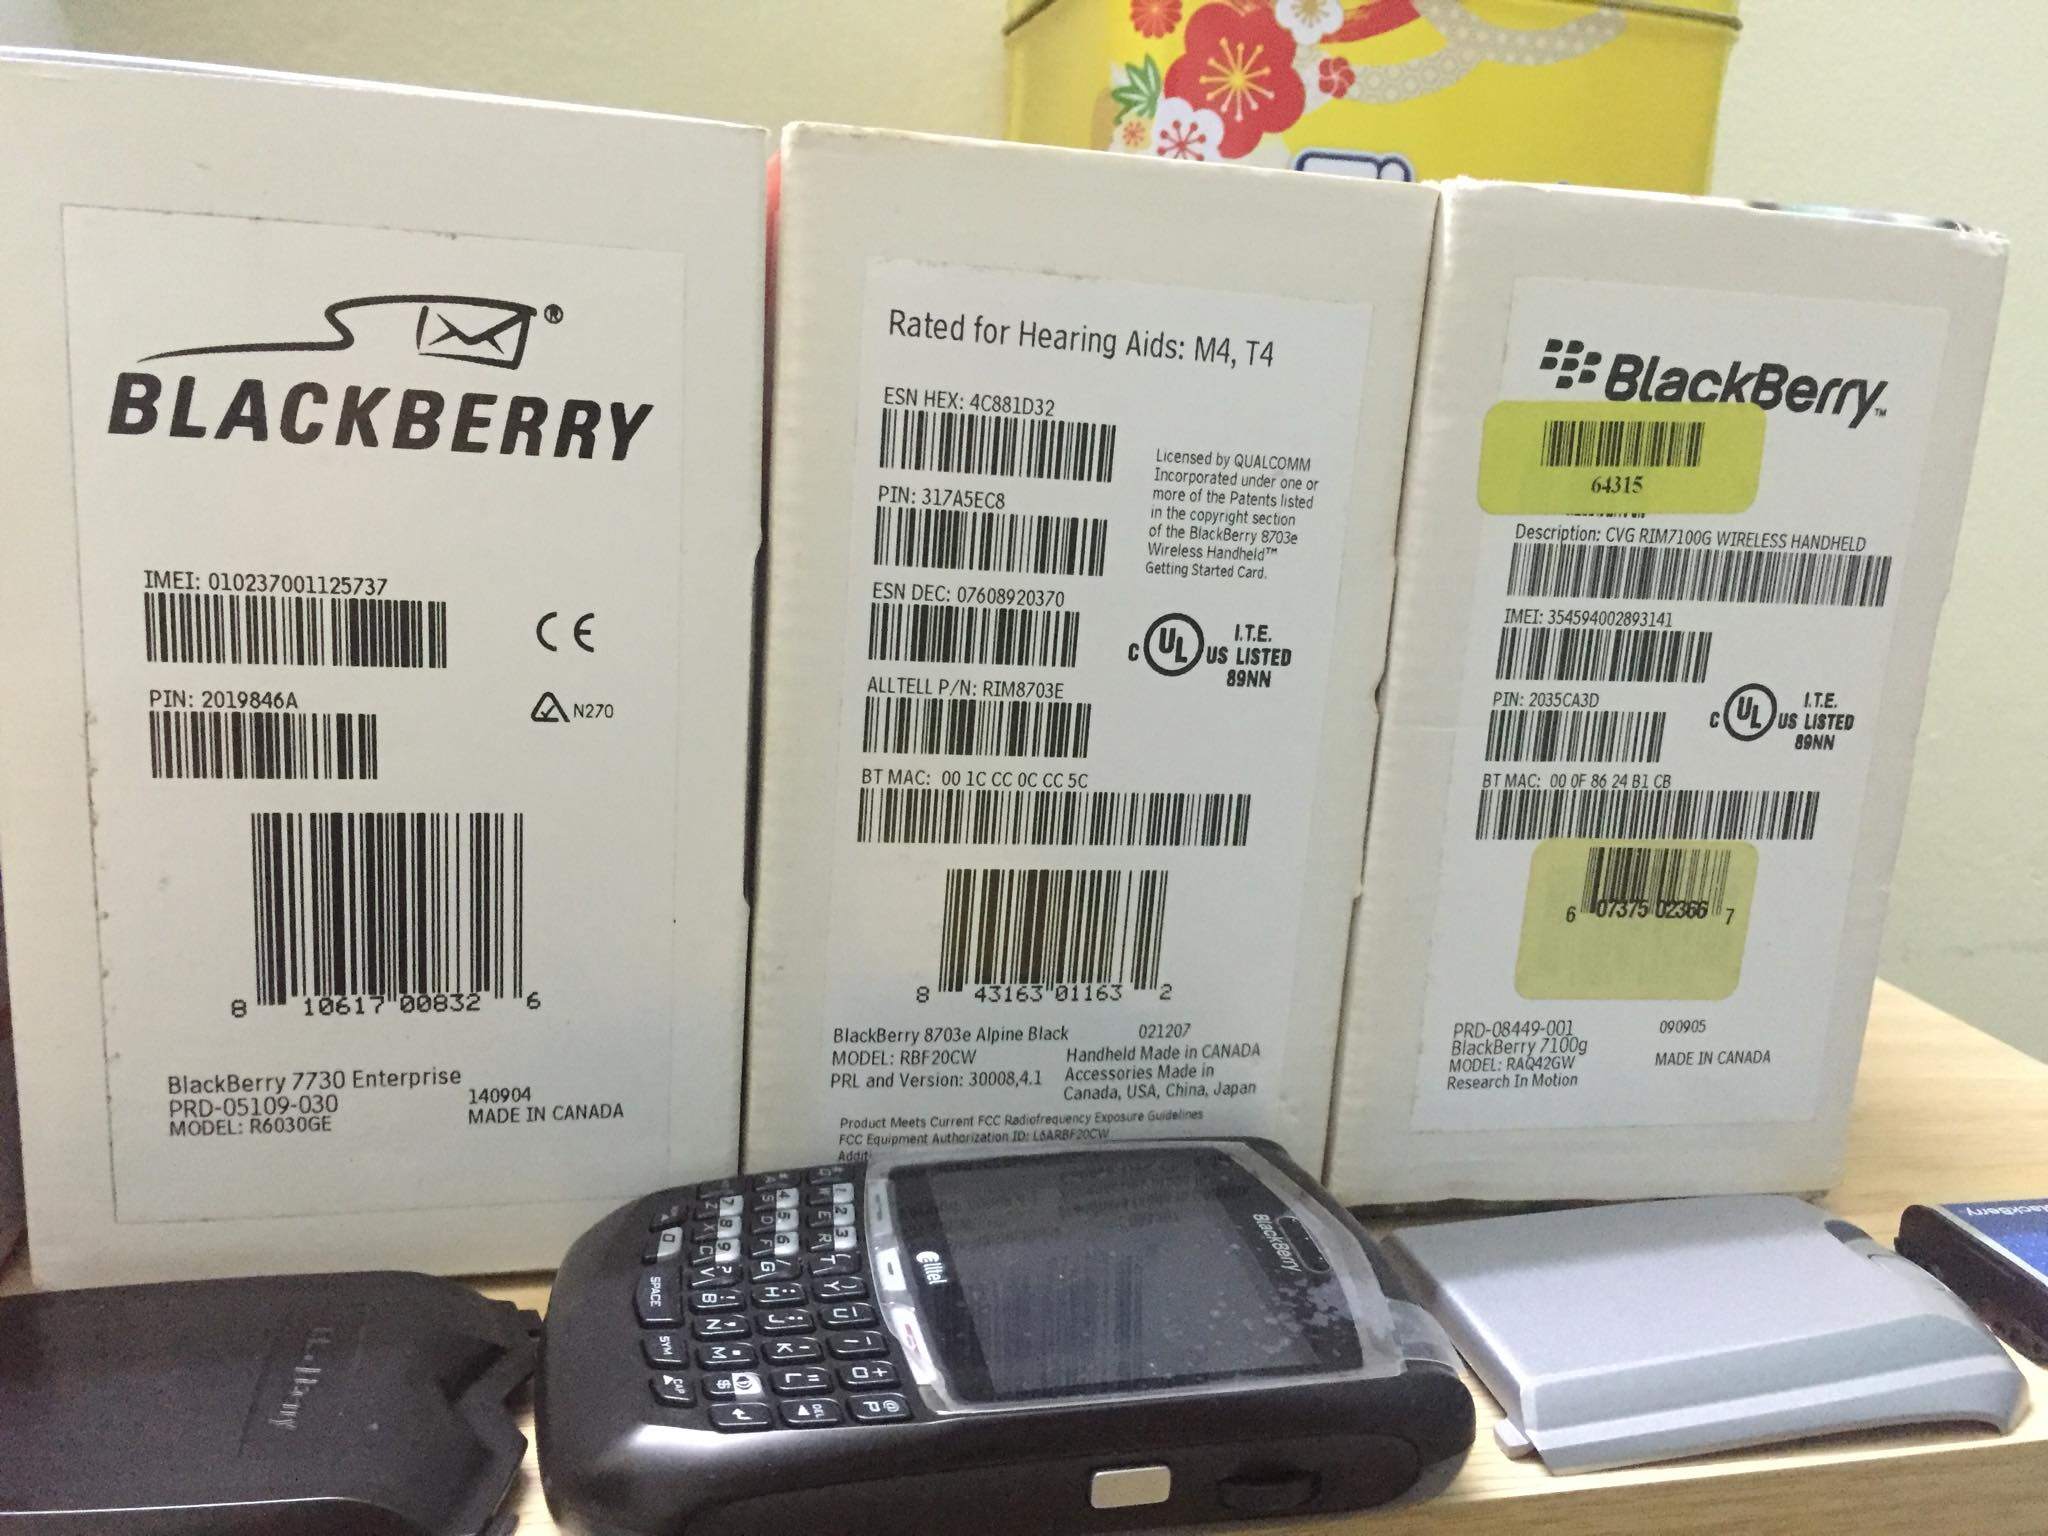 BLACKBERRY®
IMEI: 010237001125737
CE
PIN: 2019846A
N270
8 10617 00832 6
BlackBerry 7730 Enterprise
PRD-05109-030
140904
MODEL: R6030GE
MADE IN CANADA
Rated for Hearing Aids: M4, T4
ESN HEX: 4C881D32
PIN: 317A5EC8
Licensed by QUALCOMM
Incorporated under one or
more of the Patents listed
in the copyright section
of the BlackBerry 8703e
Wireless Handheld™
Getting Started Card.
ESN DEC: 07608920370
C UL US LISTED
I.T.E.
89NN
ALLTELL P/N: RIM8703E
BT MAC: 00 1C CC 0C CC 5C
8 43163 01163 2
BlackBerry 8703e Alpine Black 021207
MODEL: RBF20CW
Handheld Made in CANADA
PRL and Version: 30008,4.1
Accessories Made in
Canada, USA, China, Japan
Product Meets Current FCC Radiofrequency Exposure Guidelines
FCC Equipment Authorization ID: L6ARBF20CW
Addit
BlackBerry™
64315
Description: CVG RIM7100G WIRELESS HANDHELD
IMEI: 354594002893141
PIN: 2035CA3D
C UL US LISTED
I.T.E.
89NN
BT MAC: 00 0F 86 24 B1 CB
6 07375 02366 7
PRD-08449-001 090905
BlackBerry 7100g
MODEL: RAQ42GW
MADE IN CANADA
Research In Motion
BlackBerry
alltel
SPACE
SYM
CAP
DEL
BlackBerry